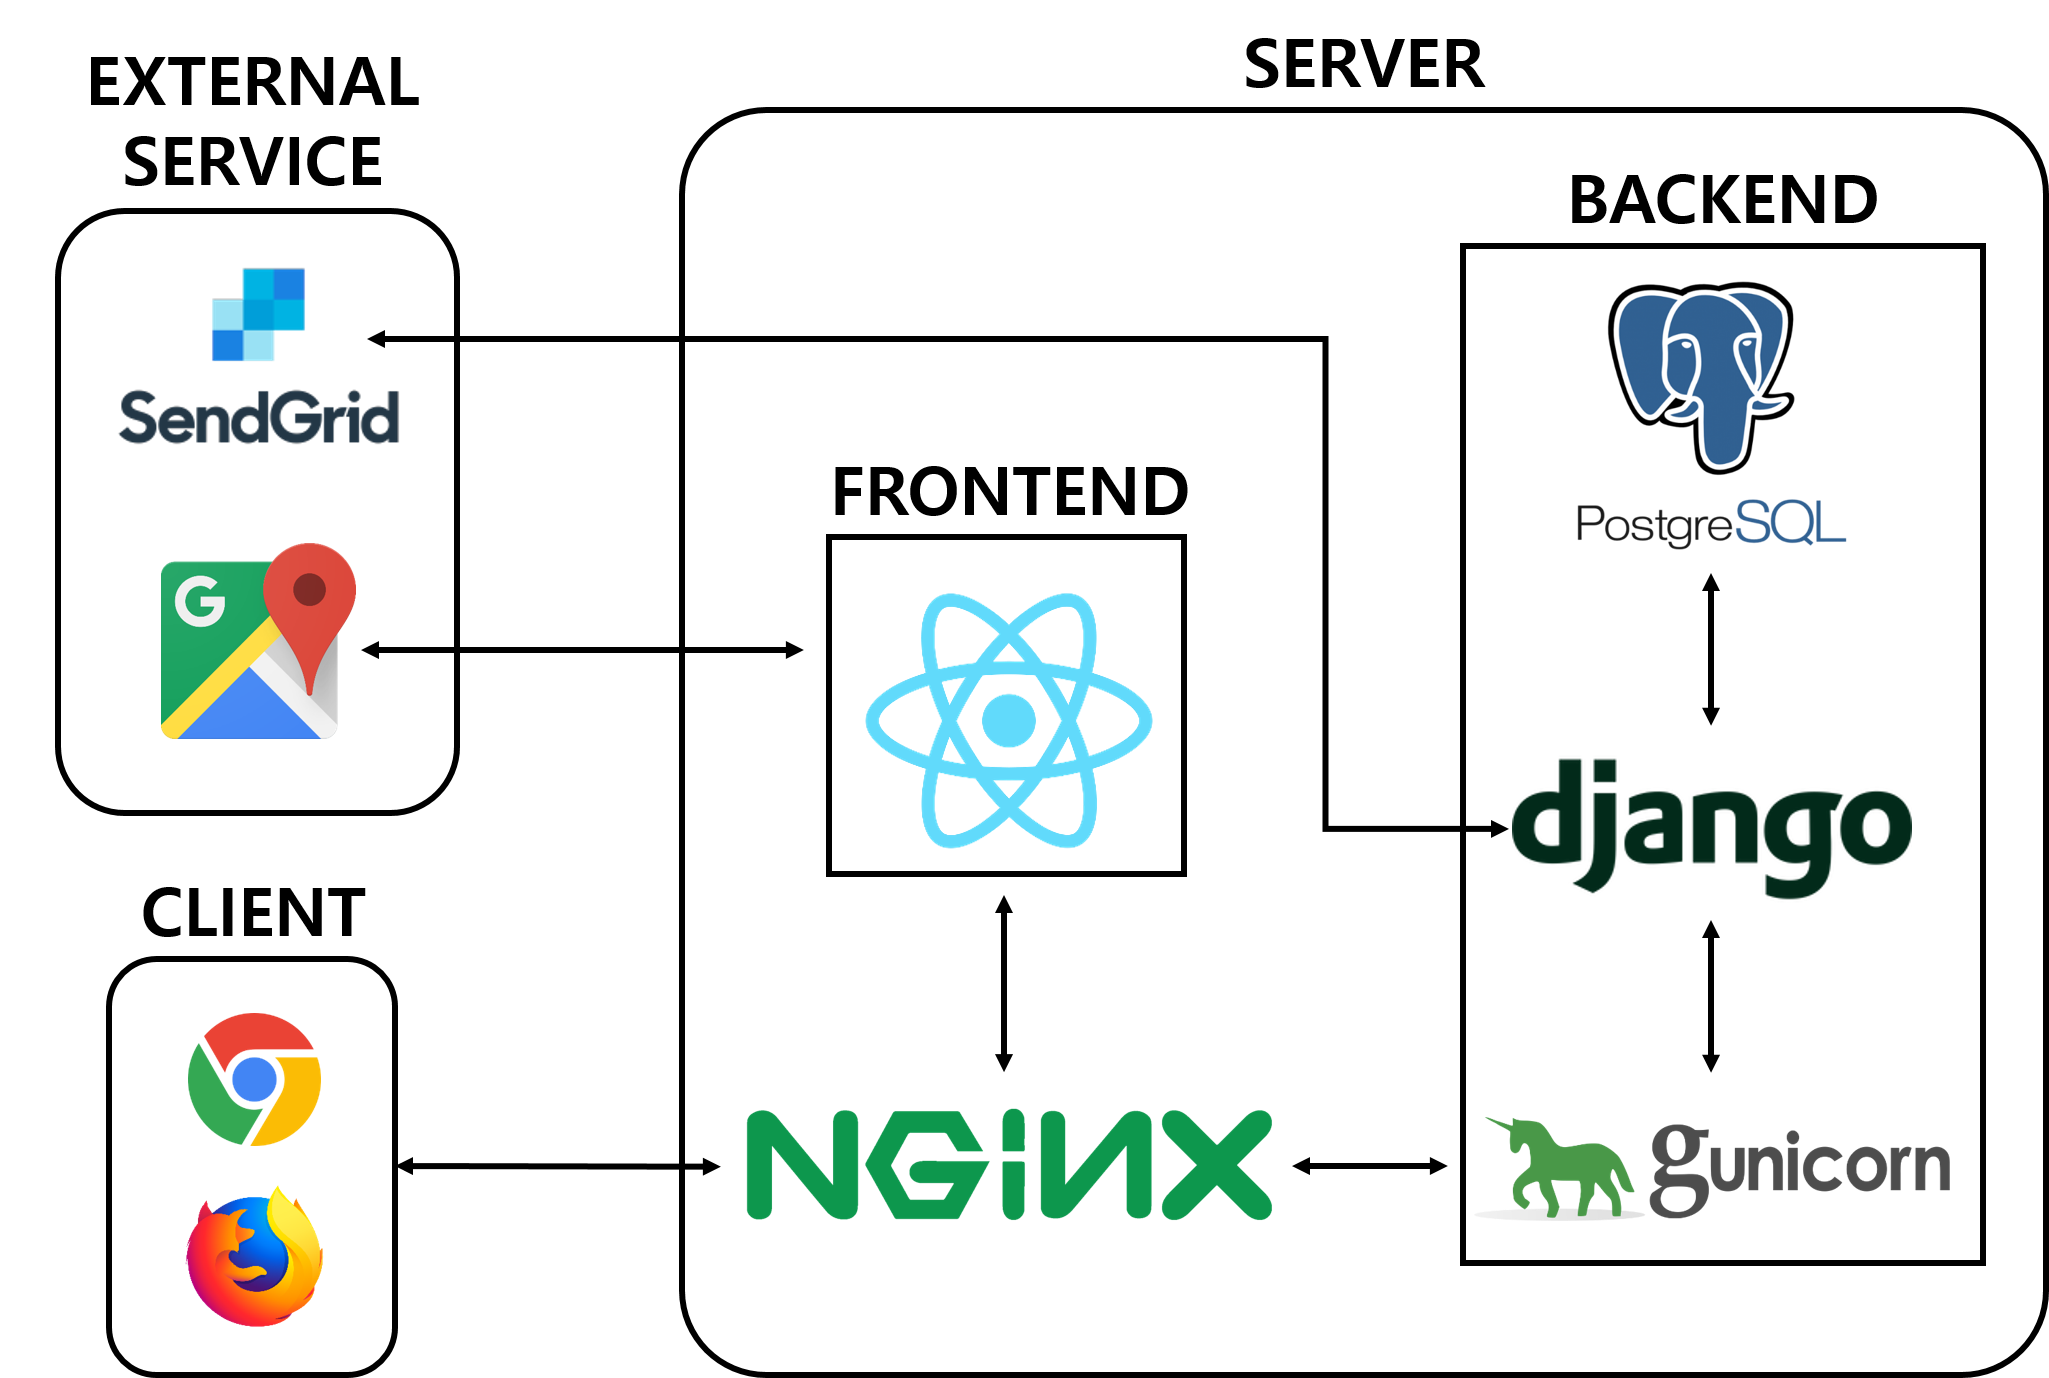 EXTERNAL
SERVICE
SendGrid
G
CLIENT
SERVER
FRONTEND
NGiNX
BACKEND
PostgreSQL
django
gunicorn